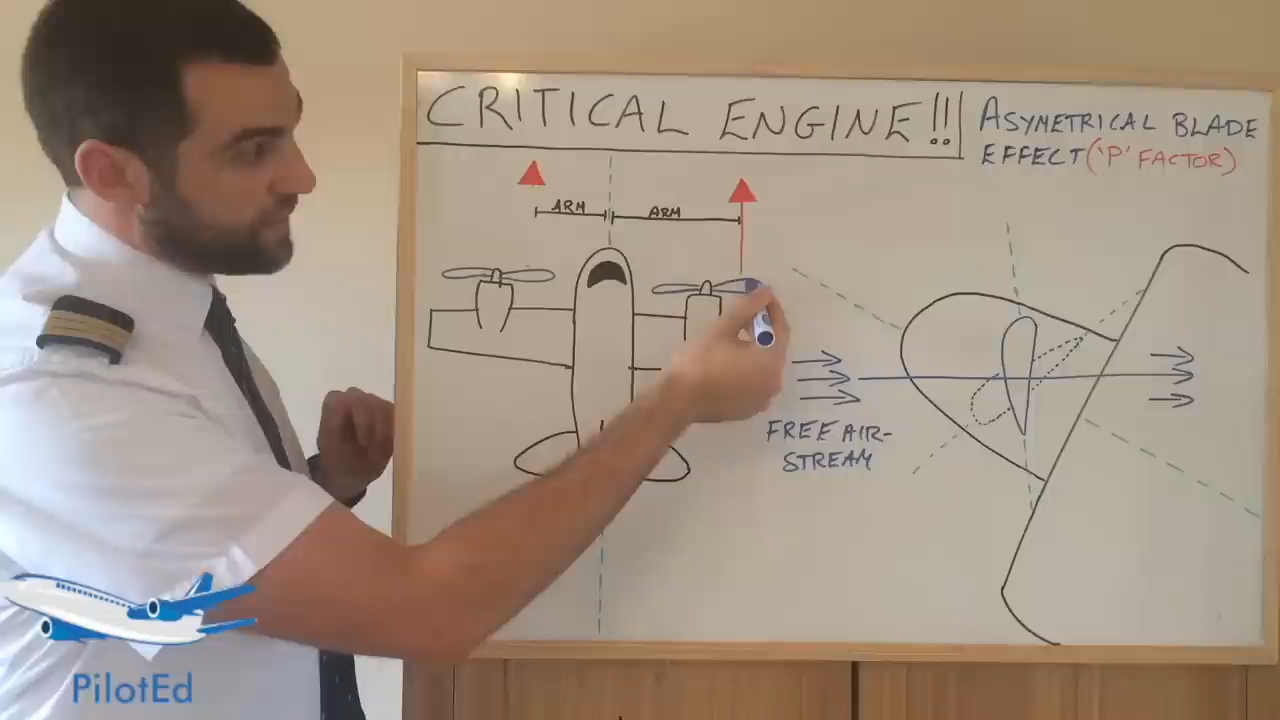 CRITICAL ENGINE!!
ASYMETRICAL BLADE
EFFECT ('P' FACTOR)
ARM
ARM
FREE AIR-
STREAM
PilotEd